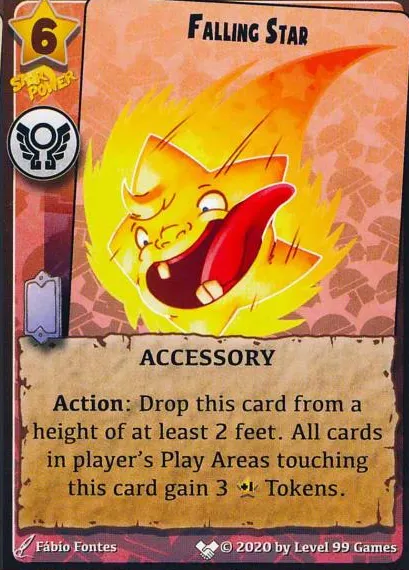 6
STAR POWER
FALLING STAR
ACCESSORY
Action: Drop this card from a
height of at least 2 feet. All cards
in player's Play Areas touching
this card gain 3 Tokens.
Fábio Fontes
© 2020 by Level 99 Games